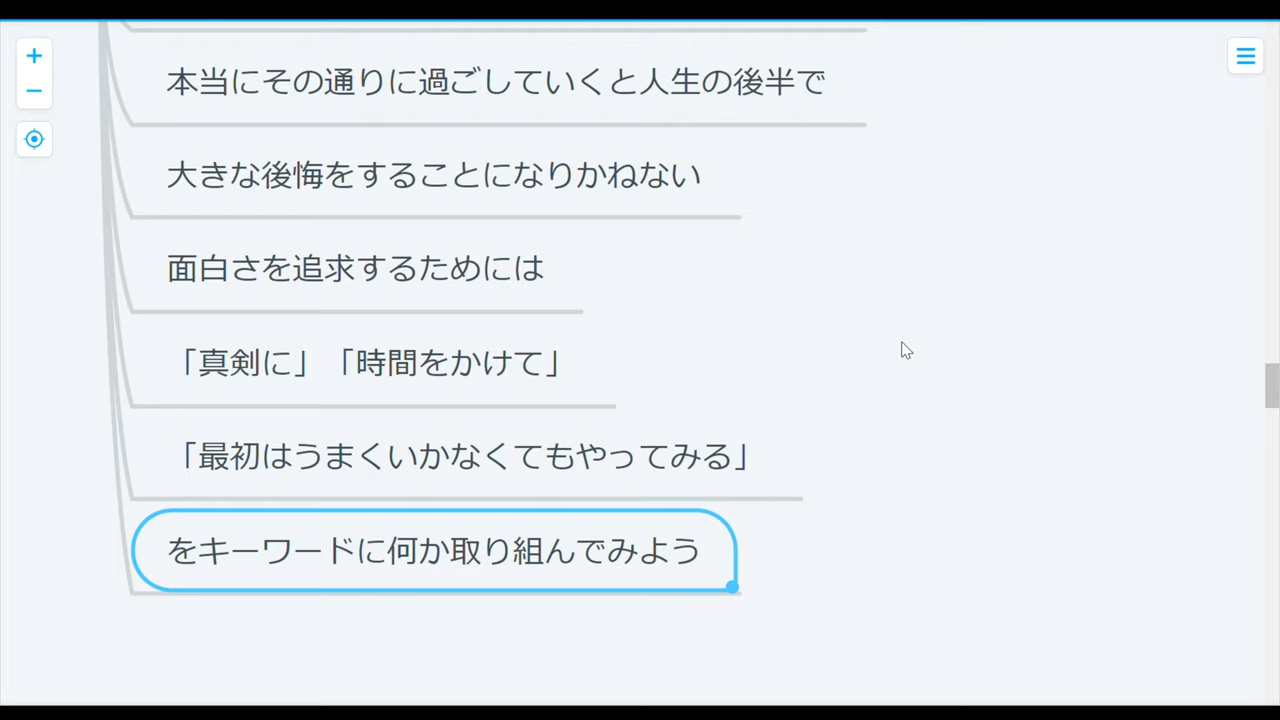 本当にその通りに過ごしていくと人生の後半で
大きな後悔をすることになりかねない
面白さを追求するためには
「真剣に」「時間をかけて」
「最初はうまくいかなくてもやってみる」
をキーワードに何か取り組んでみよう